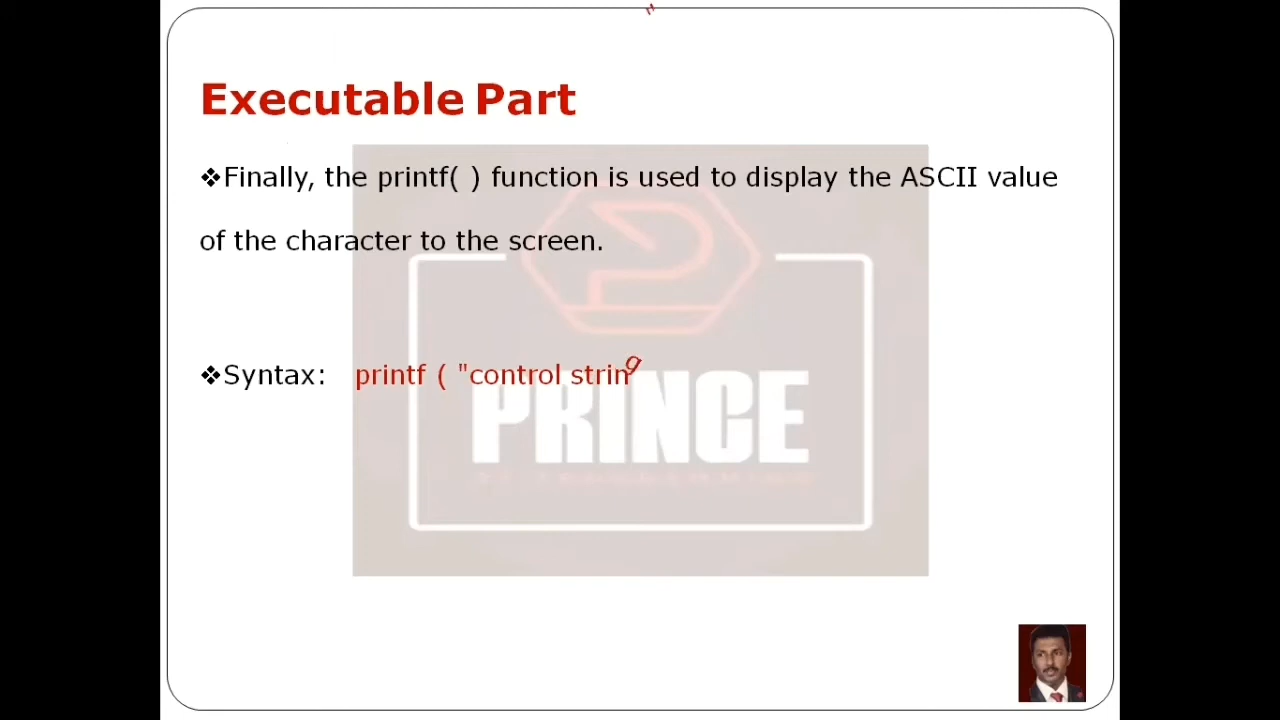 Executable Part
❖Finally, the printf( ) function is used to display the ASCII value
of the character to the screen.
❖Syntax: printf ( "control string
PRINCE